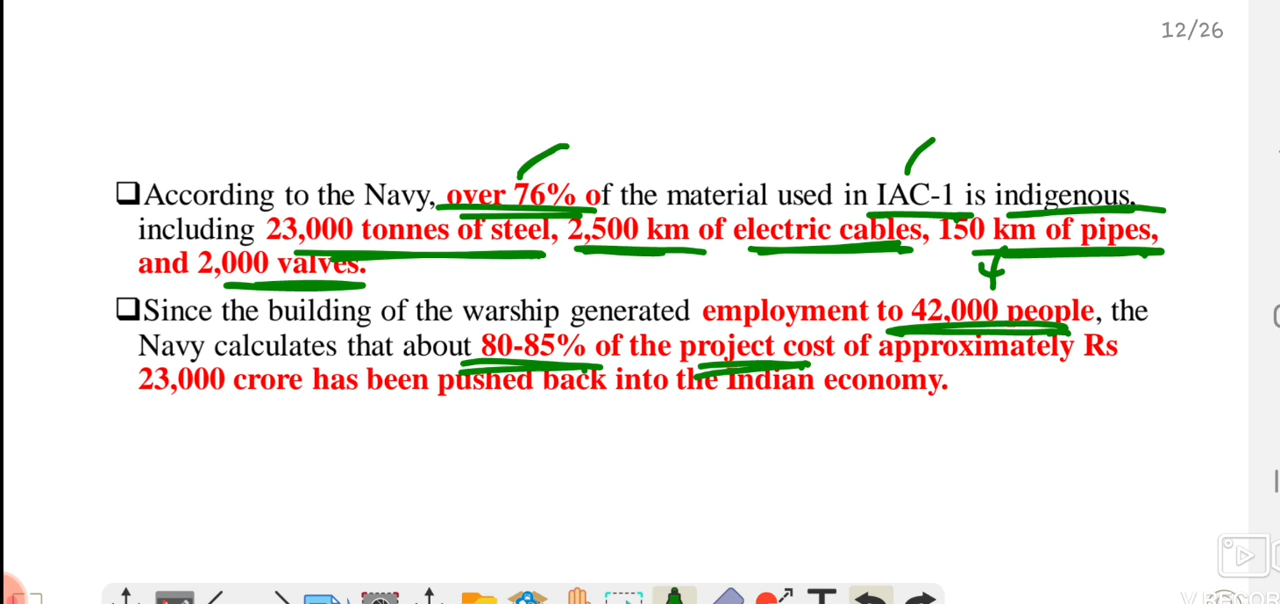 12/26
❑According to the Navy, over 76% of the material used in IAC-1 is indigenous,
including 23,000 tonnes of steel, 2,500 km of electric cables, 150 km of pipes,
and 2,000 valves.
❑Since the building of the warship generated employment to 42,000 people, the
Navy calculates that about 80-85% of the project cost of approximately Rs
23,000 crore has been pushed back into the Indian economy.